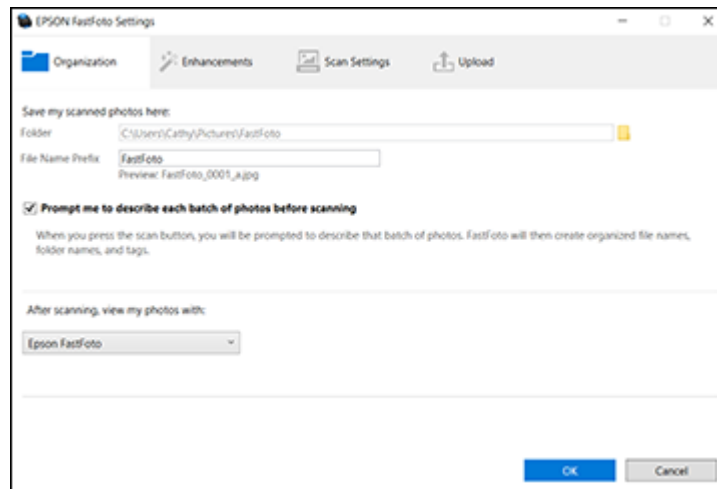 EPSON FastFoto Settings
Organization
Enhancements
Scan Settings
Upload
Save my scanned photos here:
Folder C:\Users\Cathy\Pictures\FastFoto
File Name Prefix FastFoto
Preview: FastFoto_0001_a.jpg
Prompt me to describe each batch of photos before scanning
When you press the scan button, you will be prompted to describe that batch of photos. FastFoto will then create organized file names,
folder names, and tags.
After scanning, view my photos with:
Epson FastFoto
OK Cancel